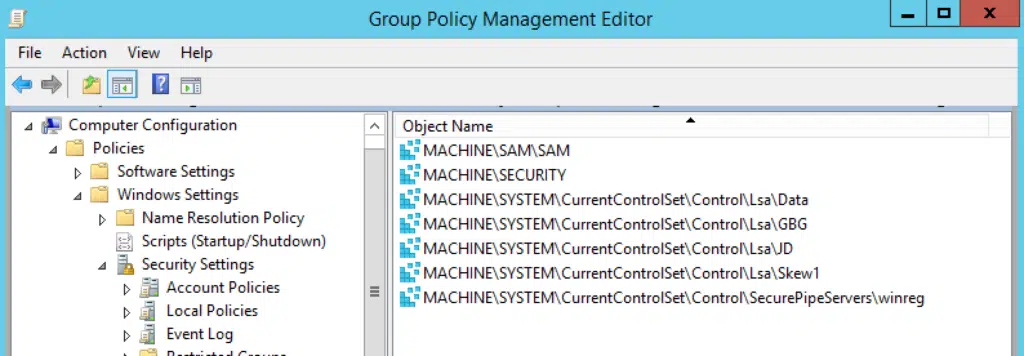 Group Policy Management Editor
File Action View Help
Computer Configuration
Policies
Software Settings
Windows Settings
Name Resolution Policy
Scripts (Startup/Shutdown)
Security Settings
Account Policies
Local Policies
Event Log
Object Name
MACHINE\SAM\SAM
MACHINE\SECURITY
MACHINE\SYSTEM\CurrentControlSet\Control\Lsa\Data
MACHINE\SYSTEM\CurrentControlSet\Control\Lsa\GBG
MACHINE\SYSTEM\CurrentControlSet\Control\Lsa\JD
MACHINE\SYSTEM\CurrentControlSet\Control\Lsa\Skew1
MACHINE\SYSTEM\CurrentControlSet\Control\SecurePipeServers\winreg